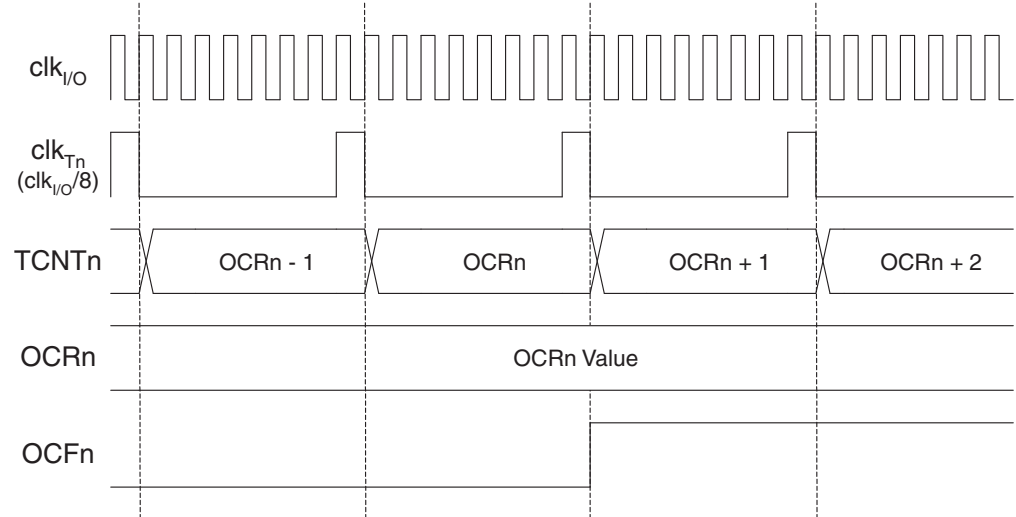 clkI/O
clkTn
(clkI/O/8)
TCNTn OCRn - 1 OCRn OCRn + 1 OCRn + 2
OCRn OCRn Value
OCFn